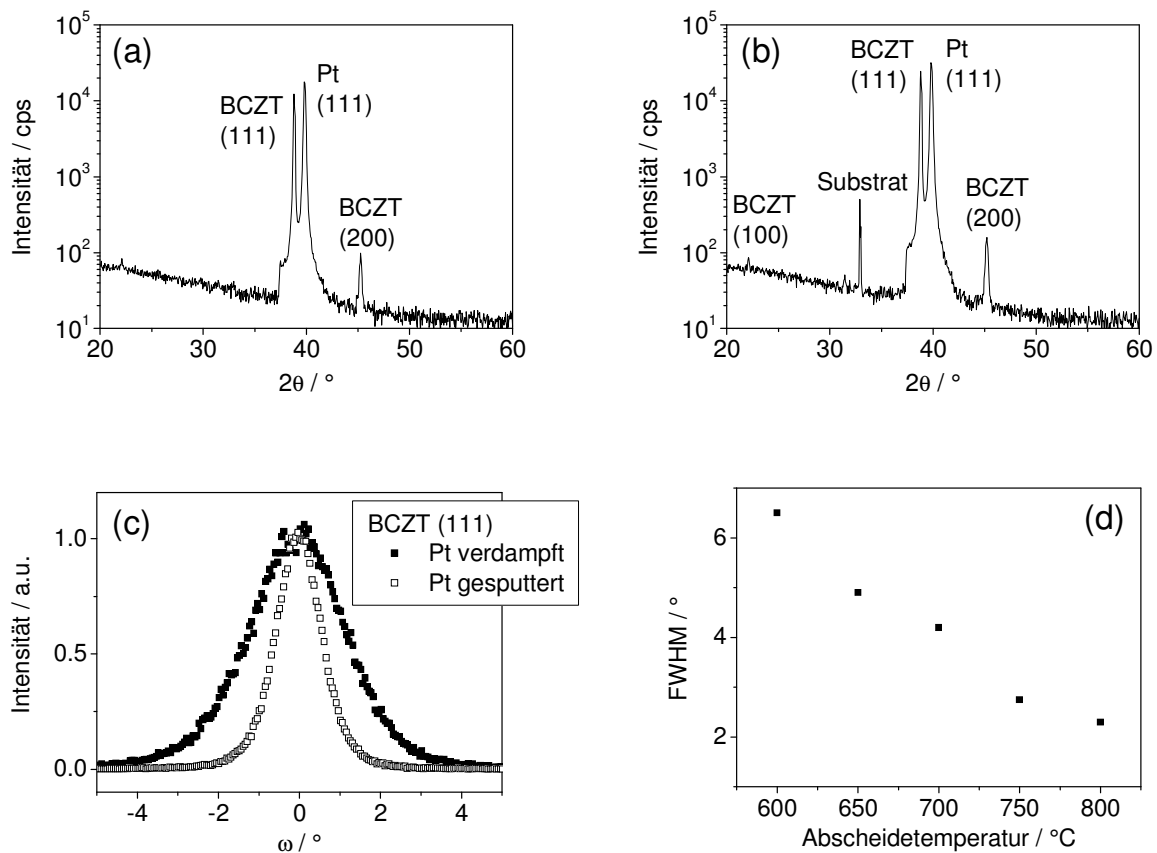 (a)
Pt
(111)
BCZT
(111)
BCZT
(200)
Intensität / cps
10^5
10^4
10^3
10^2
10^1
20 30 40 50 60
2θ / °
(b)
BCZT
(111)
Pt
(111)
Substrat
BCZT
(100)
BCZT
(200)
Intensität / cps
10^5
10^4
10^3
10^2
10^1
20 30 40 50 60
2θ / °
(c)
BCZT (111)
Pt verdampft
Pt gesputtert
Intensität / a.u.
1.0
0.5
0.0
-4 -2 0 2 4
ω / °
(d)
FWHM / °
6
4
2
600 650 700 750 800
Abscheidetemperatur / °C